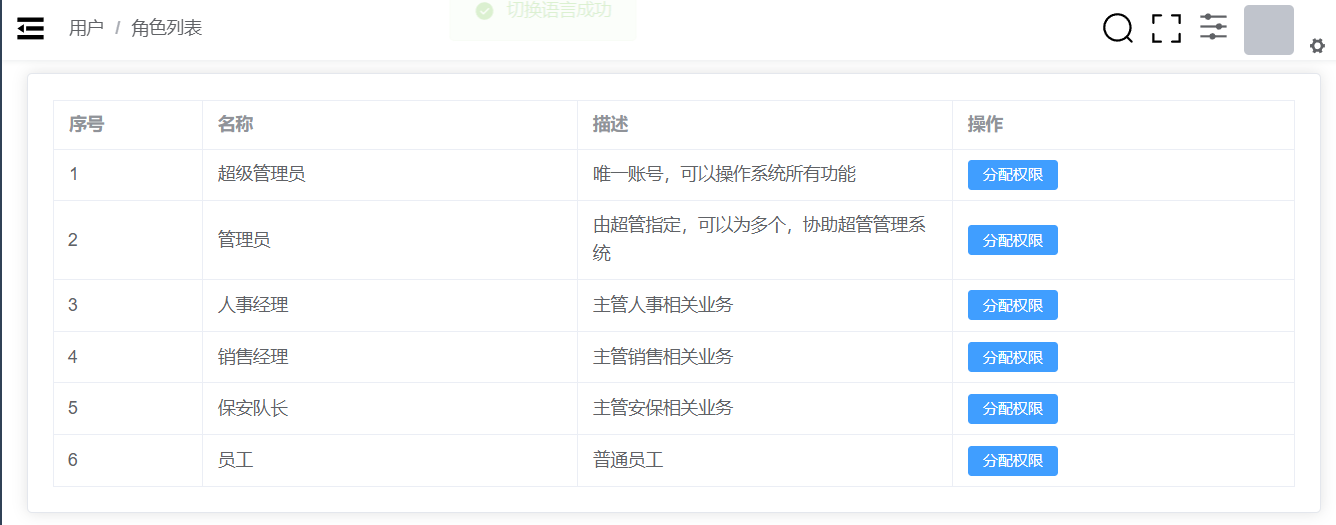 切换语言成功
用户 / 角色列表
序号 名称 描述 操作
1 超级管理员 唯一账号，可以操作系统所有功能 分配权限
2 管理员 由超管指定，可以为多个，协助超管管理系
统 分配权限
3 人事经理 主管人事相关业务 分配权限
4 销售经理 主管销售相关业务 分配权限
5 保安队长 主管安保相关业务 分配权限
6 员工 普通员工 分配权限